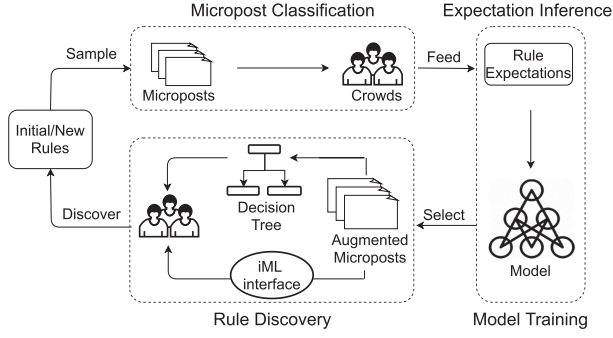 Micropost Classification
Expectation Inference
Sample
Microposts
Crowds
Feed
Rule
Expectations
Initial/New
Rules
Discover
Decision
Tree
Augmented
Microposts
iML
interface
Select
Model
Rule Discovery
Model Training